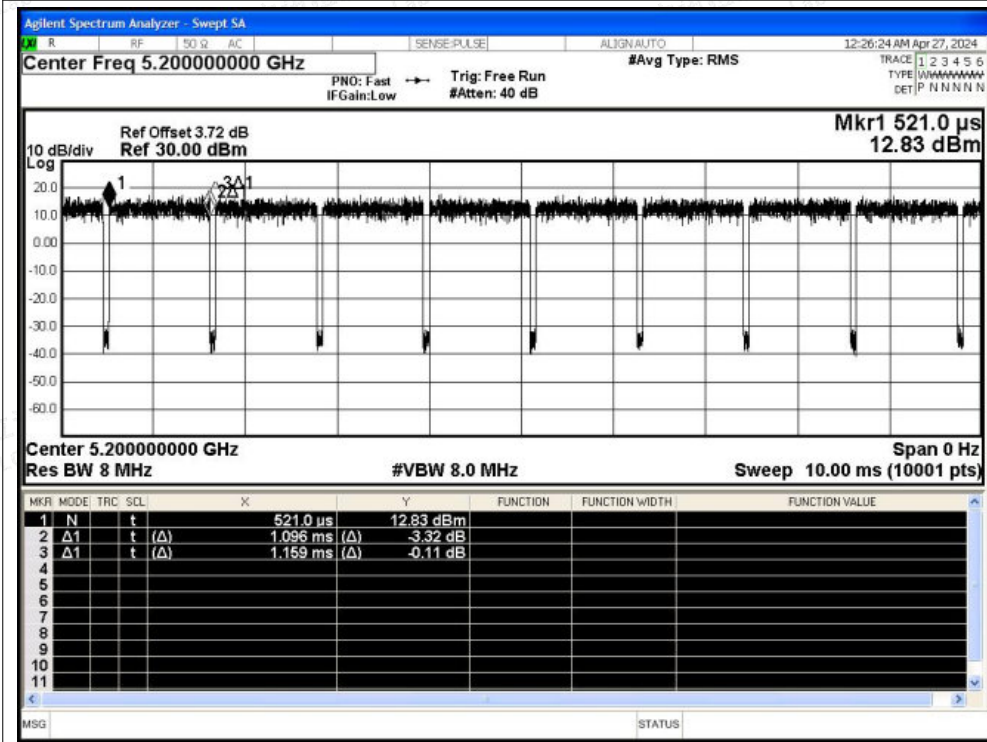 Agilent Spectrum Analyzer - Swept SA
LXI R RF 50 Ω AC SENSE:PULSE ALIGN AUTO 12:26:24 AM Apr 27, 2024
Center Freq 5.200000000 GHz #Avg Type: RMS TRACE 1 2 3 4 5 6
PNO: Fast Trig: Free Run TYPE
IFGain:Low #Atten: 40 dB DET P N N N N N
Mkr1 521.0 µs
Ref Offset 3.72 dB
10 dB/div Ref 30.00 dBm 12.83 dBm
Log
1 3Δ1
20.0 2Δ
10.0
0.00
-10.0
-20.0
-30.0
-40.0
-50.0
-60.0
Center 5.200000000 GHz Span 0 Hz
Res BW 8 MHz #VBW 8.0 MHz Sweep 10.00 ms (10001 pts)
MKR MODE TRC SCL X Y FUNCTION FUNCTION WIDTH FUNCTION VALUE
1 N t 521.0 µs 12.83 dBm
2 Δ1 t (Δ) 1.096 ms (Δ) -3.32 dB
3 Δ1 t (Δ) 1.159 ms (Δ) -0.11 dB
4
5
6
7
8
9
10
11
MSG STATUS